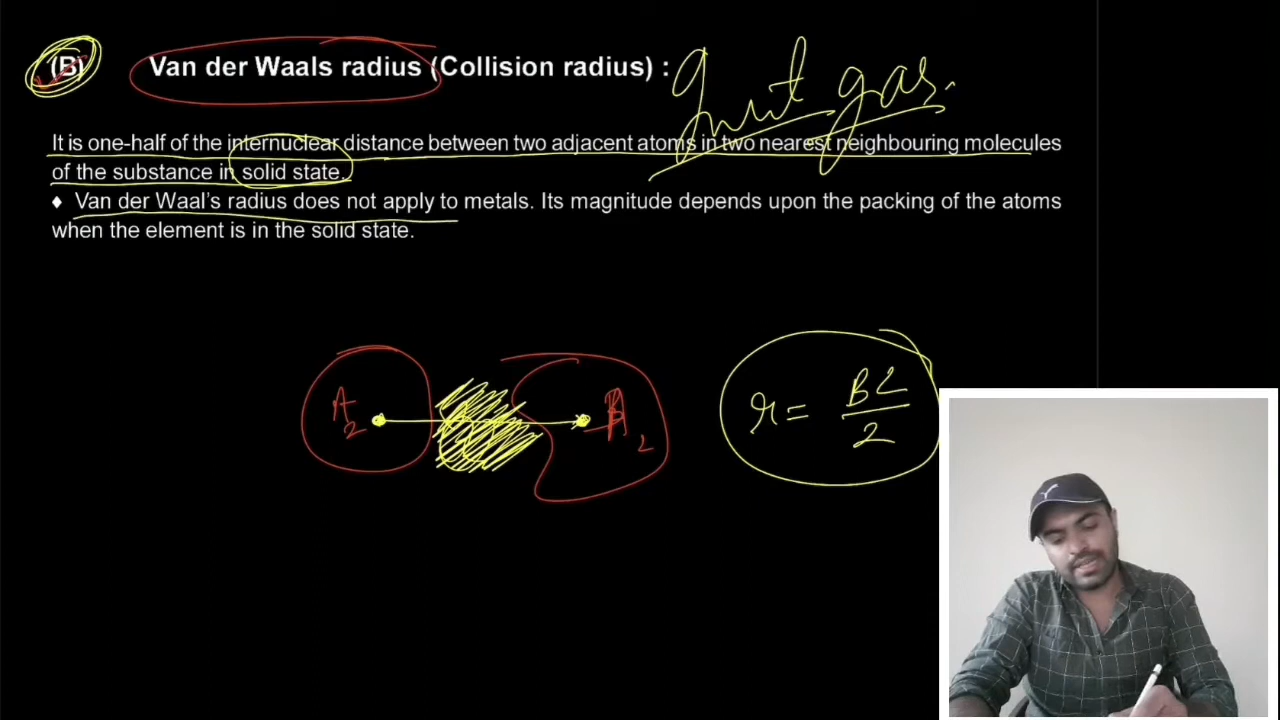 (B) Van der Waals radius (Collision radius) :
Inert gas.
It is one-half of the internuclear distance between two adjacent atoms in two nearest neighbouring molecules
of the substance in solid state.
♦ Van der Waal's radius does not apply to metals. Its magnitude depends upon the packing of the atoms
when the element is in the solid state.
A2
r = BL/2